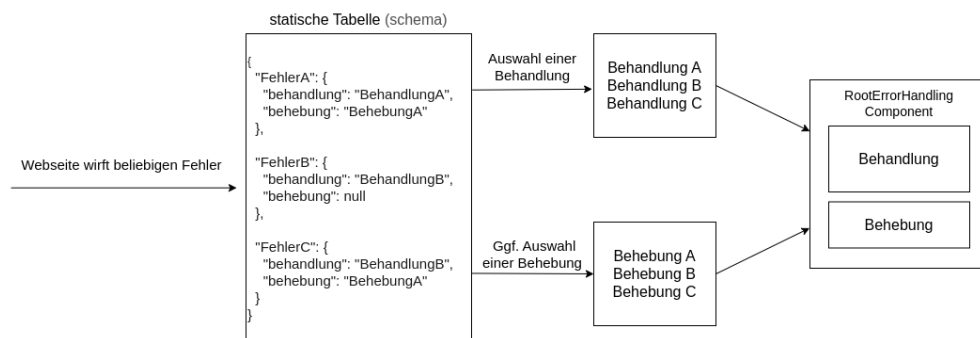 statische Tabelle (schema)
Webseite wirft beliebigen Fehler
{
"FehlerA": {
"behandlung": "BehandlungA",
"behebung": "BehebungA"
},
"FehlerB": {
"behandlung": "BehandlungB",
"behebung": null
},
"FehlerC": {
"behandlung": "BehandlungB",
"behebung": "BehebungA"
}
}
Auswahl einer
Behandlung
Behandlung A
Behandlung B
Behandlung C
Ggf. Auswahl
einer Behebung
Behebung A
Behebung B
Behebung C
RootErrorHandling
Component
Behandlung
Behebung